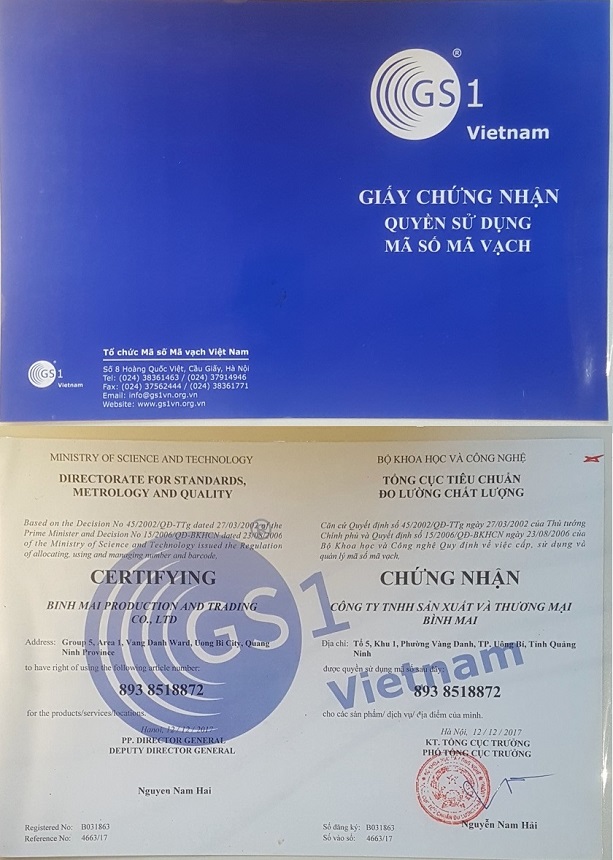 GS1
®
Vietnam
GIẤY CHỨNG NHẬN
QUYỀN SỬ DỤNG
MÃ SỐ MÃ VẠCH
GS1
Vietnam
Tổ chức Mã số Mã vạch Việt Nam
Số 8 Hoàng Quốc Việt, Cầu Giấy, Hà Nội
Tel: (024) 38361463 / (024) 37914946
Fax: (024) 37562444 / (024) 38361771
Email: info@gs1vn.org.vn
Website: www.gs1vn.org.vn
MINISTRY OF SCIENCE AND TECHNOLOGY
DIRECTORATE FOR STANDARDS,
METROLOGY AND QUALITY
Based on the Decision No 45/2002/QĐ-TTg dated 27/03/2002 of the
Prime Minister and Decision No 15/2006/QĐ-BKHCN dated 23/08/2006
of the Ministry of Science and Technology issued the Regulation
of allocating, using and managing number and barcode.
CERTIFYING
BINH MAI PRODUCTION AND TRADING
CO., LTD
Address: Group 5, Area 1, Vang Danh Ward, Uong Bi City, Quang
Ninh Province
to have right of using the following article number:
893 8518872
for the products/services/locations.
Hanoi, 12 / 12 / 2017
PP. DIRECTOR GENERAL
DEPUTY DIRECTOR GENERAL
Nguyen Nam Hai
Registered No: B031863
Reference No: 4663/17
BỘ KHOA HỌC VÀ CÔNG NGHỆ
TỔNG CỤC TIÊU CHUẨN
ĐO LƯỜNG CHẤT LƯỢNG
Căn cứ Quyết định số 45/2002/QĐ-TTg ngày 27/03/2002 của Thủ tướng
Chính phủ và Quyết định số 15/2006/QĐ-BKHCN ngày 23/08/2006 của
Bộ Khoa học và Công nghệ Quy định về việc cấp, sử dụng và
quản lý mã số mã vạch.
CHỨNG NHẬN
CÔNG TY TNHH SẢN XUẤT VÀ THƯƠNG MẠI
BÌNH MAI
Địa chỉ: Tổ 5, Khu 1, Phường Vàng Danh, TP. Uông Bí, Tỉnh Quảng
Ninh
được quyền sử dụng mã số sau đây:
893 8518872
cho các sản phẩm/ dịch vụ/ địa điểm của mình.
Hà Nội, 12 / 12 / 2017
KT. TỔNG CỤC TRƯỞNG
PHÓ TỔNG CỤC TRƯỞNG
Nguyễn Nam Hải
Số đăng ký: B031863
Số vào sổ: 4663/17
GS1
®
Vietnam